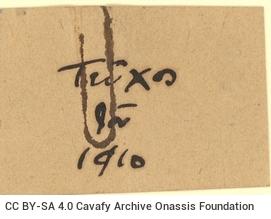 Τεῦχος
1910
CC BY-SA 4.0 Cavafy Archive Onassis Foundation